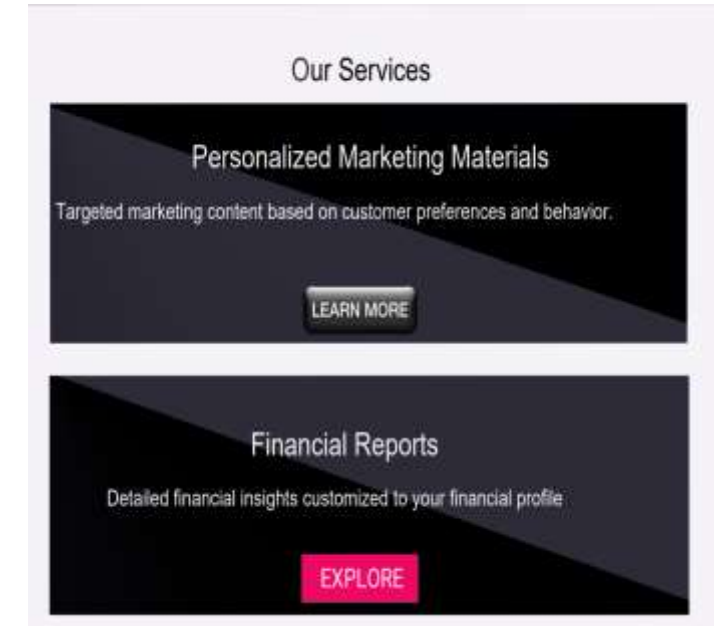 Our Services
Personalized Marketing Materials
Targeted marketing content based on customer preferences and behavior.
LEARN MORE
Financial Reports
Detailed financial insights customized to your financial profile
EXPLORE